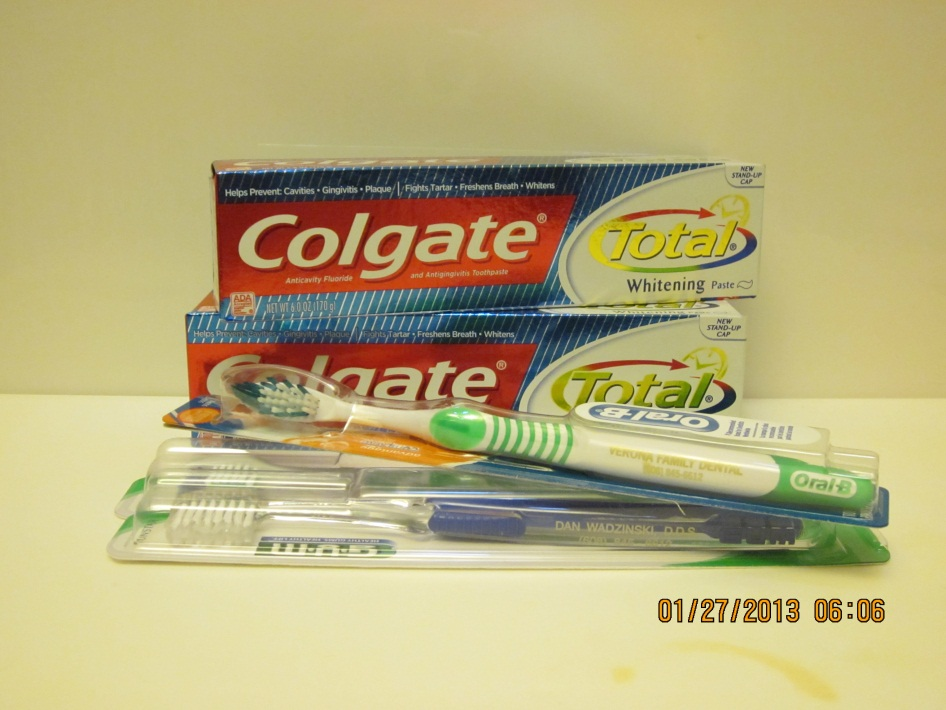 NEW
STAND-UP
CAP
Helps Prevent: Cavities • Gingivitis • Plaque / Fights Tartar • Freshens Breath • Whitens
Colgate®
Total®
Anticavity Fluoride and Antigingivitis Toothpaste
Whitening Paste
ADA
NET WT 6.0 OZ (170 g)
NEW
STAND-UP
CAP
Helps Prevent: Cavities • Gingivitis • Plaque / Fights Tartar • Freshens Breath • Whitens
Colgate®
Total®
Oral-B
VERONA FAMILY DENTAL
Oral-B
DAN WADZINSKI, D.D.S.
GUM
01/27/2013 06:06